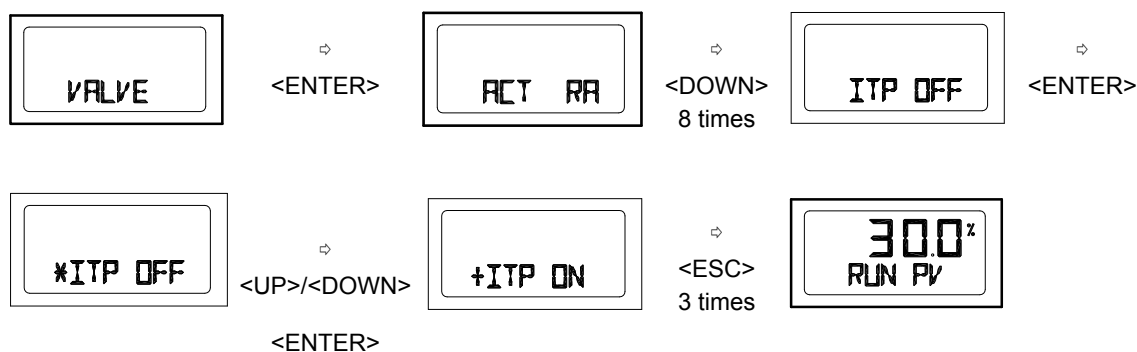 VALVE
⇨
<ENTER>
ACT RA
⇨
<DOWN>
8 times
ITP OFF
⇨
<ENTER>
*ITP OFF
⇨
<UP>/<DOWN>
<ENTER>
+ITP ON
⇨
<ESC>
3 times
30.0%
RUN PV